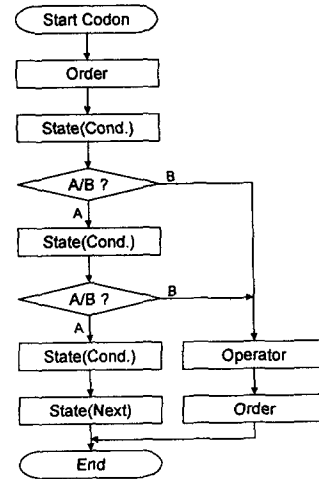 Start Codon
Order
State(Cond.)
A/B ?
B
A
State(Cond.)
A/B ?
B
A
State(Cond.)
Operator
State(Next)
Order
End